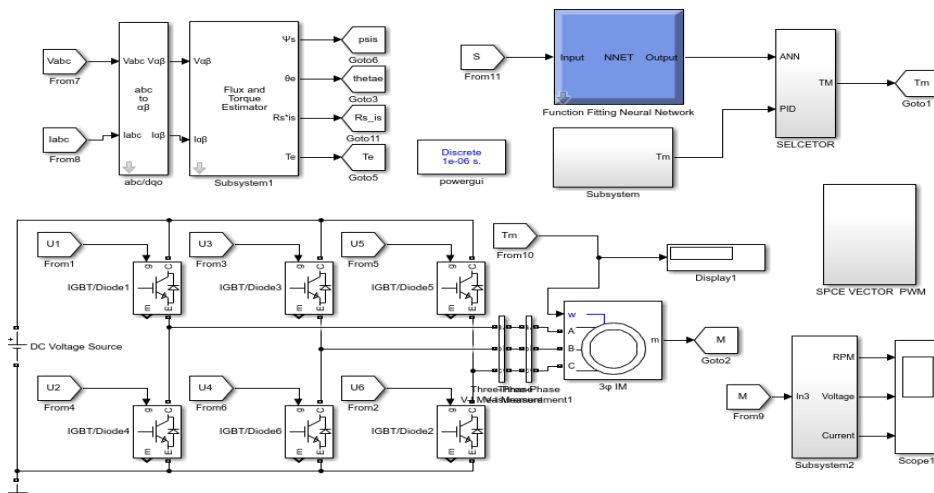 Vabc
From7
Iabc
From8
Vabc Vαβ
abc
to
αβ
Iabc Iαβ
abc/dqo
Vαβ
Iαβ
Flux and
Torque
Estimator
Ψs
θe
Rs*is
Te
Subsystem1
psis
Goto6
thetae
Goto3
Rs_is
Goto11
Te
Goto5
Discrete
1e-06 s.
powergui
S
From11
Input NNET Output
Function Fitting Neural Network
Tm
Subsystem
ANN
PID
TM
SELCETOR
Tm
Goto1
SPCE VECTOR PWM
U1
From1
g C
m E
IGBT/Diode1
U3
From3
g C
m E
IGBT/Diode3
U5
From5
g C
m E
IGBT/Diode5
Tm
From10
Display1
+
DC Voltage Source
w
A
B
C
m
3φ IM
M
Goto2
Three-Phase
V-I Measurement1
U2
From4
g C
m E
IGBT/Diode4
U4
From6
g C
m E
IGBT/Diode6
U6
From2
g C
m E
IGBT/Diode2
M
From9
In3
RPM
Voltage
Current
Subsystem2
Scope1